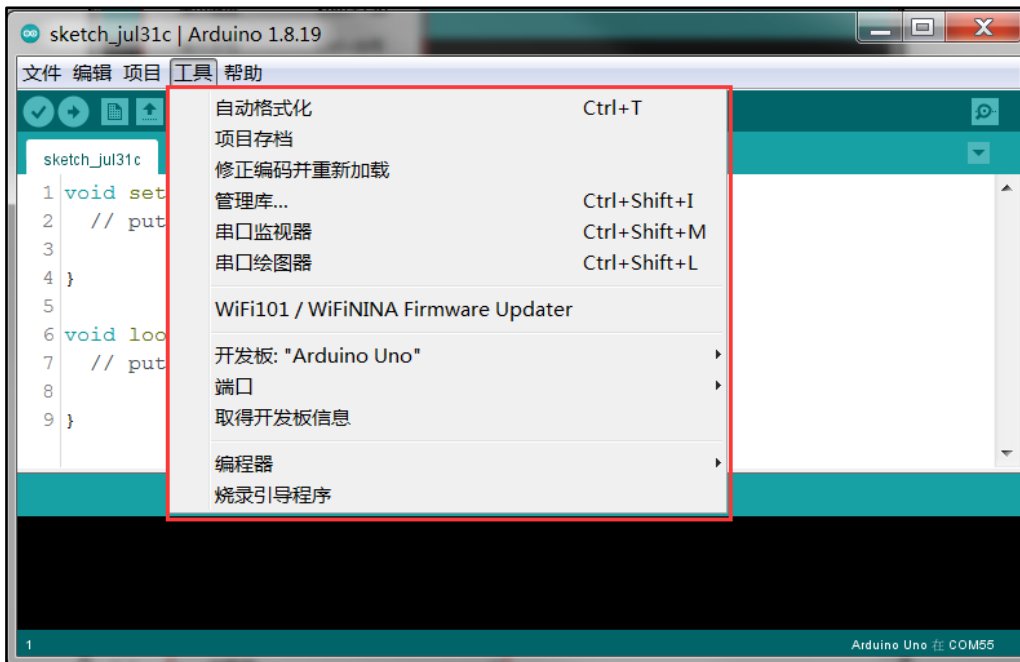 sketch_jul31c | Arduino 1.8.19
文件 编辑 项目 工具 帮助
sketch_jul31c
自动格式化 Ctrl+T
项目存档
修正编码并重新加载
管理库... Ctrl+Shift+I
串口监视器 Ctrl+Shift+M
串口绘图器 Ctrl+Shift+L
WiFi101 / WiFiNINA Firmware Updater
开发板: "Arduino Uno"
端口
取得开发板信息
编程器
烧录引导程序
1 void set
2 // put
3
4 }
5
6 void loo
7 // put
8
9 }
1 Arduino Uno 在 COM55